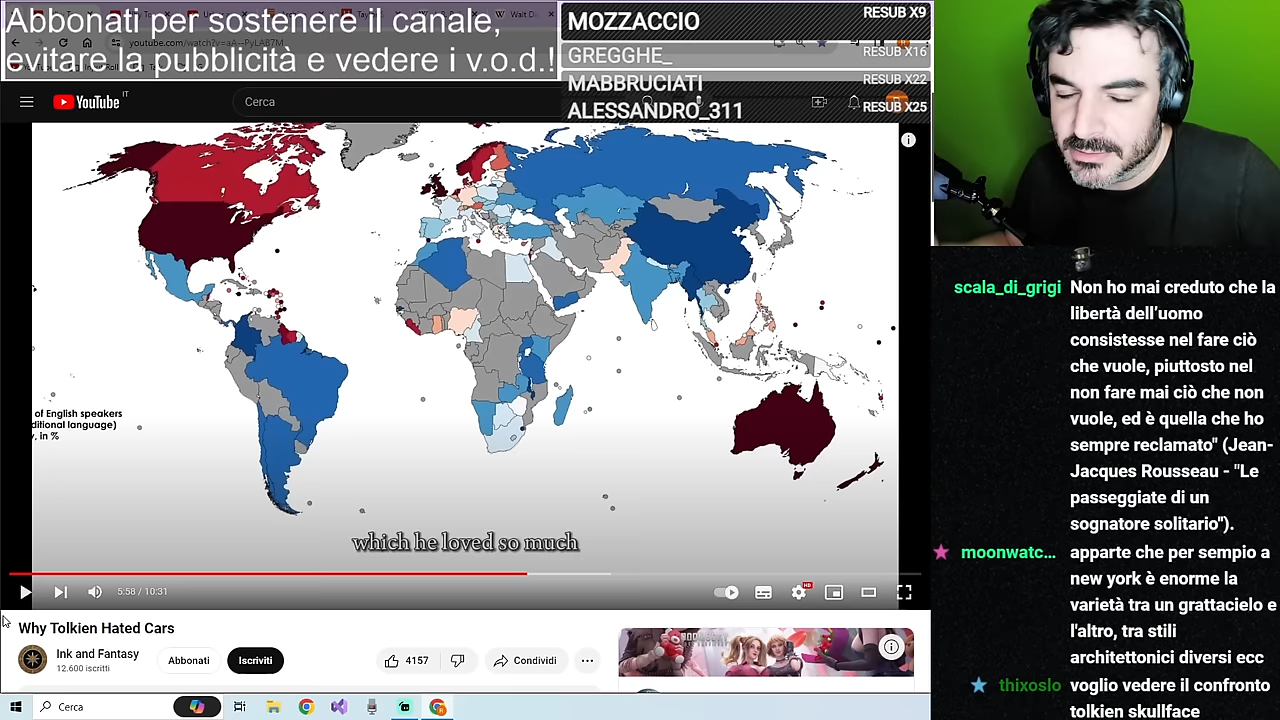 Abbonati per sostenere il canale,
evitare la pubblicità e vedere i v.o.d.!
MOZZACCIO
RESUB X9
GREGGHE_
RESUB X16
MABBRUCIATI
RESUB X22
ALESSANDRO_311
RESUB X25
YouTube IT
Cerca
of English speakers
ditional language)
, in %
which he loved so much
5:58 / 10:31
HD
Why Tolkien Hated Cars
Ink and Fantasy
12.600 iscritti
Abbonati
Iscriviti
4157
Condividi
Cerca
scala_di_grigi
Non ho mai creduto che la
libertà dell'uomo
consistesse nel fare ciò
che vuole, piuttosto nel
non fare mai ciò che non
vuole, ed è quella che ho
sempre reclamato" (Jean-
Jacques Rousseau - "Le
passeggiate di un
sognatore solitario").
moonwatc...
apparte che per sempio a
new york è enorme la
varietà tra un grattacielo e
l'altro, tra stili
architettonici diversi ecc
thixoslo
voglio vedere il confronto
tolkien skullface